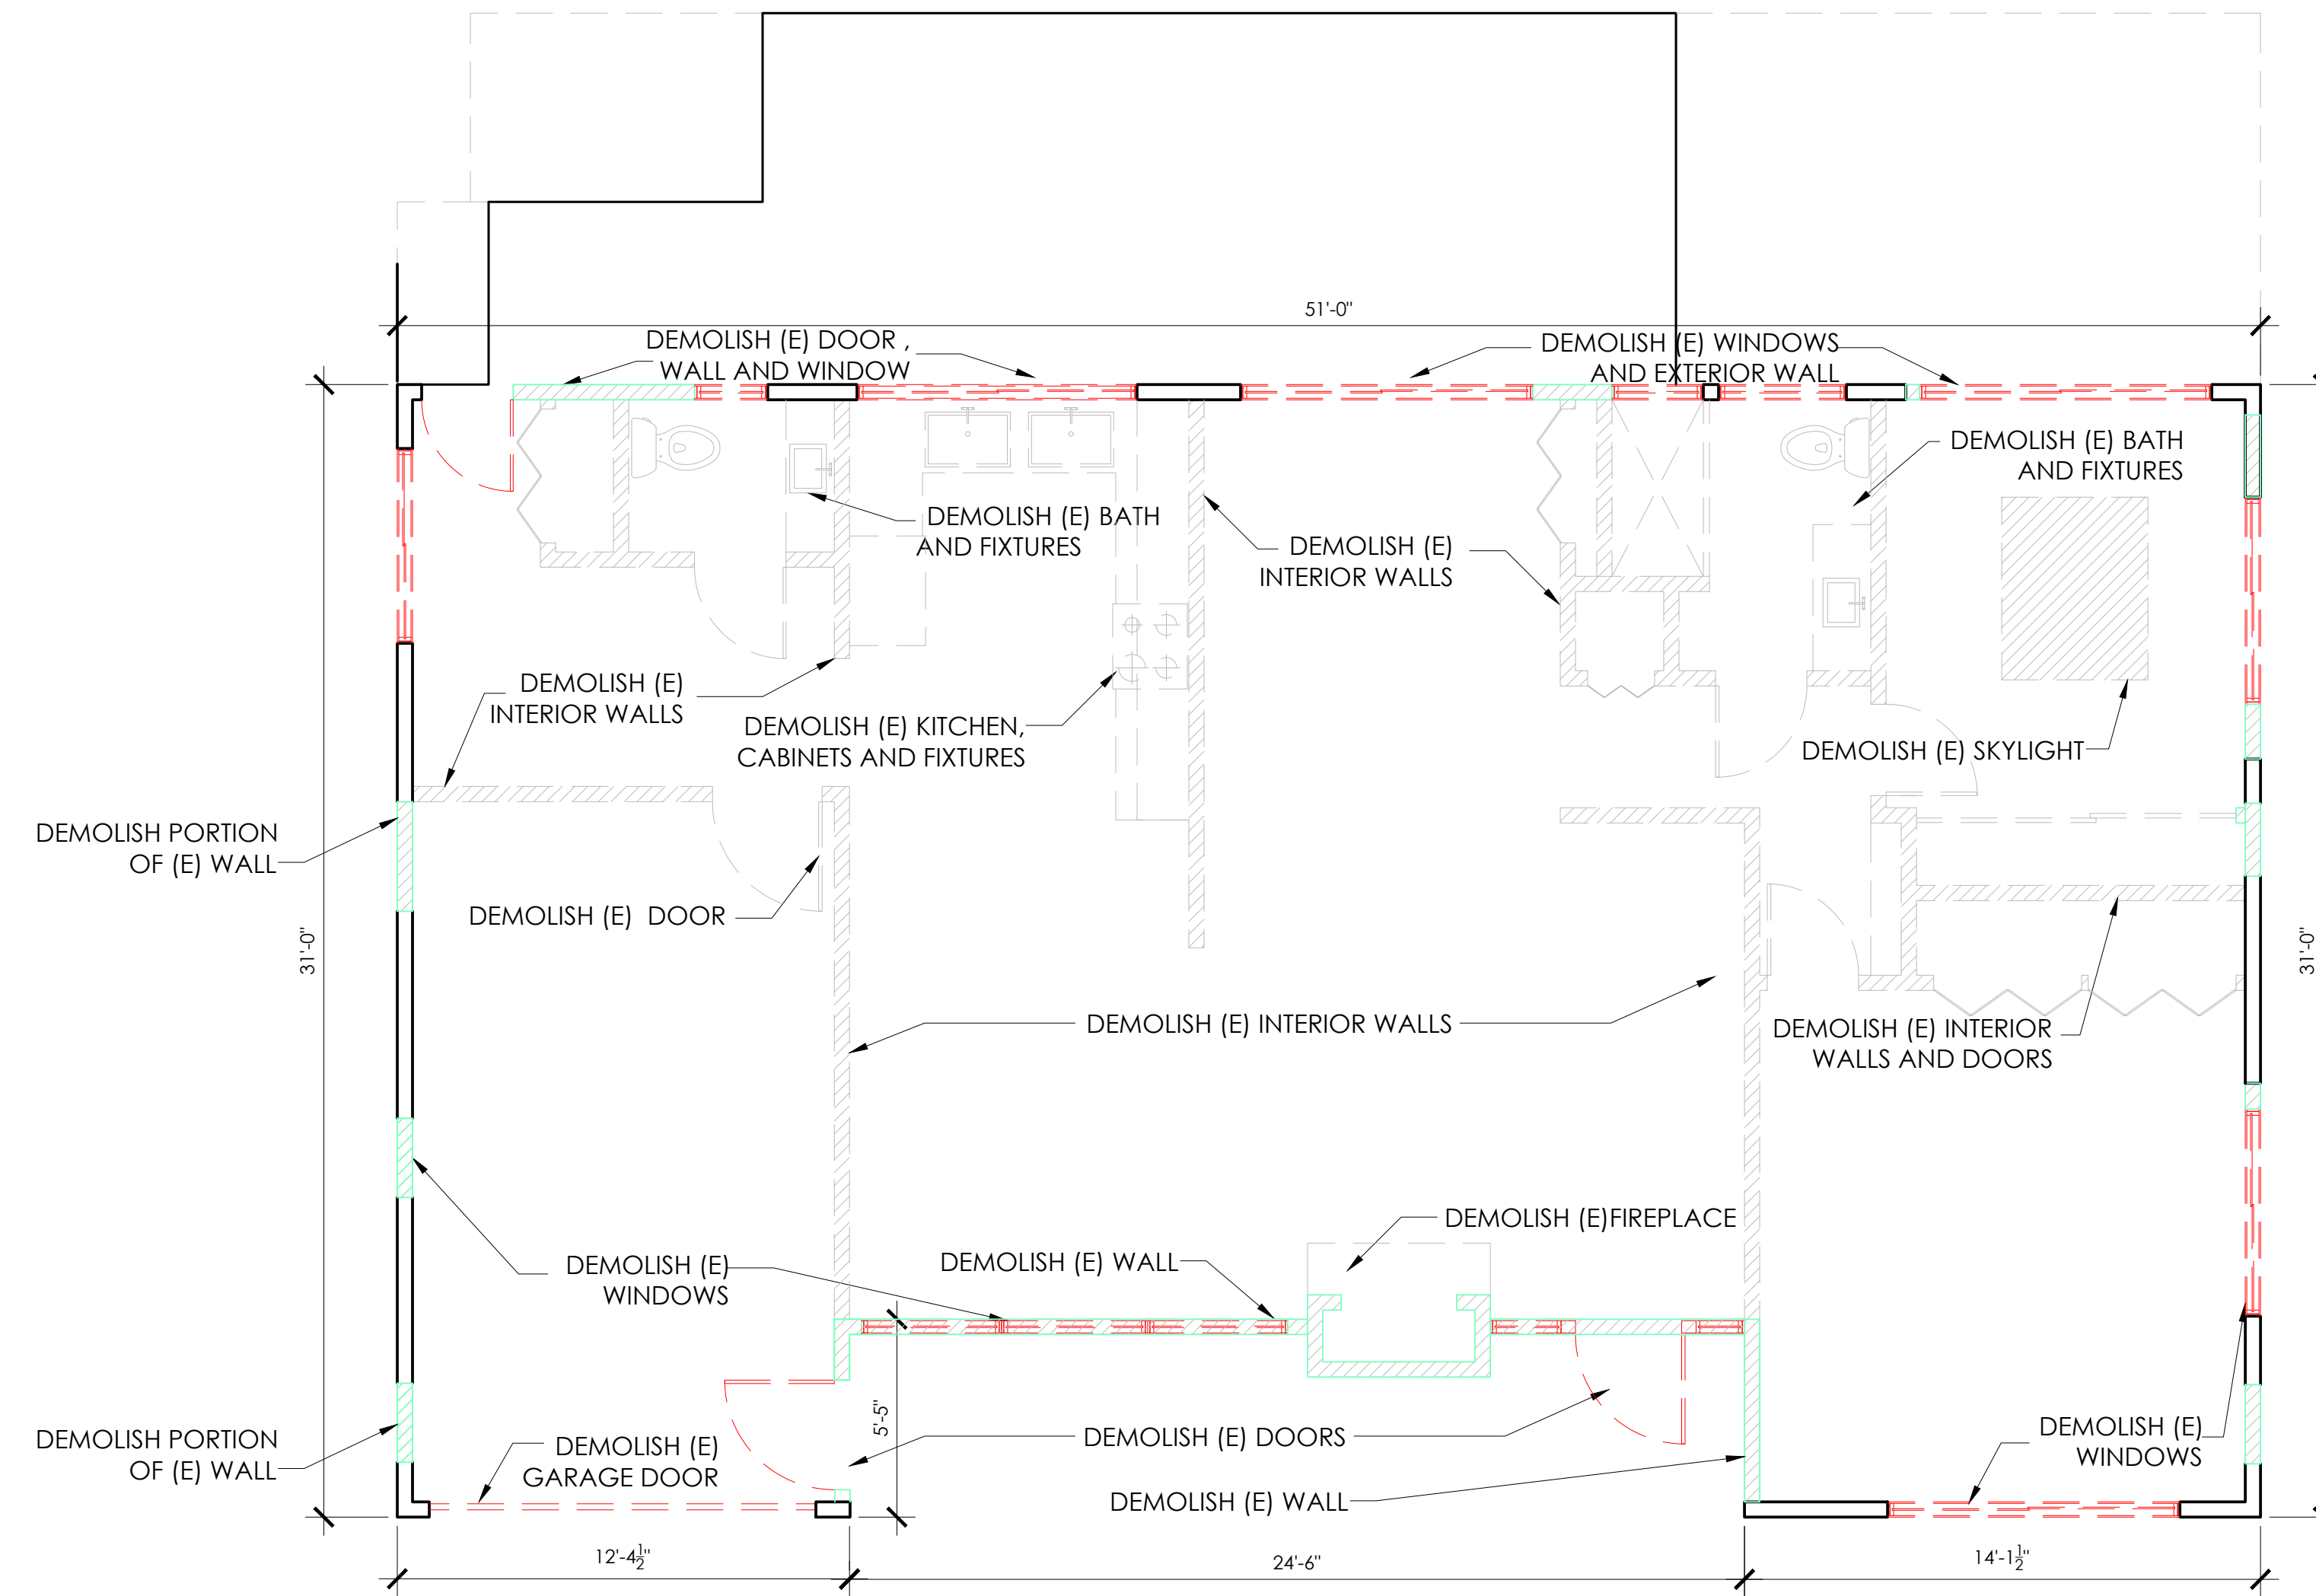 51'-0"
DEMOLISH (E) DOOR ,
WALL AND WINDOW
DEMOLISH (E) WINDOWS
AND EXTERIOR WALL
DEMOLISH (E) BATH
AND FIXTURES
DEMOLISH (E) BATH
AND FIXTURES
DEMOLISH (E)
INTERIOR WALLS
DEMOLISH (E)
INTERIOR WALLS
DEMOLISH (E) KITCHEN,
CABINETS AND FIXTURES
DEMOLISH (E) SKYLIGHT
DEMOLISH PORTION
OF (E) WALL
DEMOLISH (E) DOOR
31'-0"
31'-0"
DEMOLISH (E) INTERIOR WALLS
DEMOLISH (E) INTERIOR
WALLS AND DOORS
DEMOLISH (E)FIREPLACE
DEMOLISH (E) WALL
DEMOLISH (E)
WINDOWS
5'-5"
DEMOLISH PORTION
OF (E) WALL
DEMOLISH (E)
GARAGE DOOR
DEMOLISH (E) DOORS
DEMOLISH (E)
WINDOWS
DEMOLISH (E) WALL
12'-4½"
24'-6"
14'-1½"